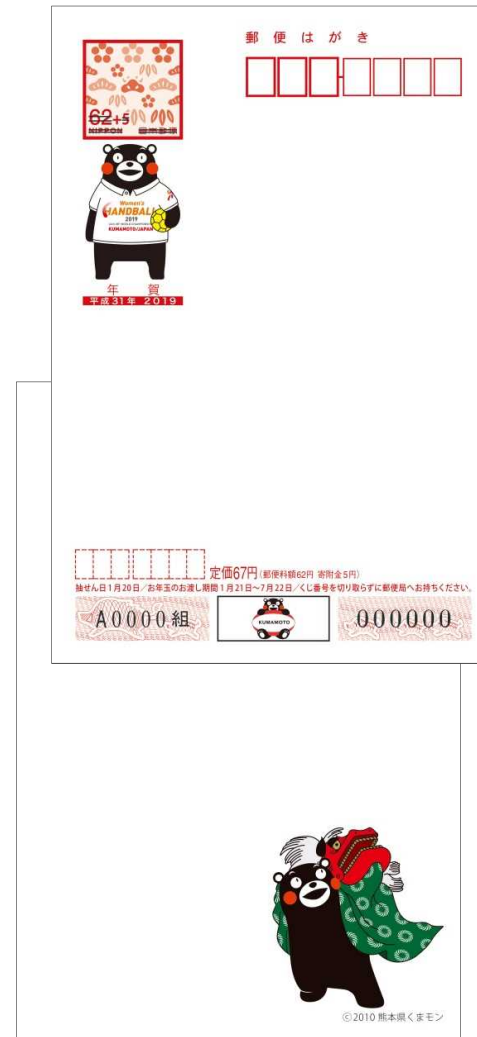 郵便はがき
62+5
NIPPON 日本郵便
Women's
HANDBALL
2019
KUMAMOTO/JAPAN
年賀
平成31年 2019
定価67円(郵便料額62円 寄附金5円)
抽せん日1月20日/お年玉のお渡し期間1月21日~7月22日/くじ番号を切り取らずに郵便局へお持ちください。
A0000組
KUMAMOTO
000000
©2010 熊本県くまモン